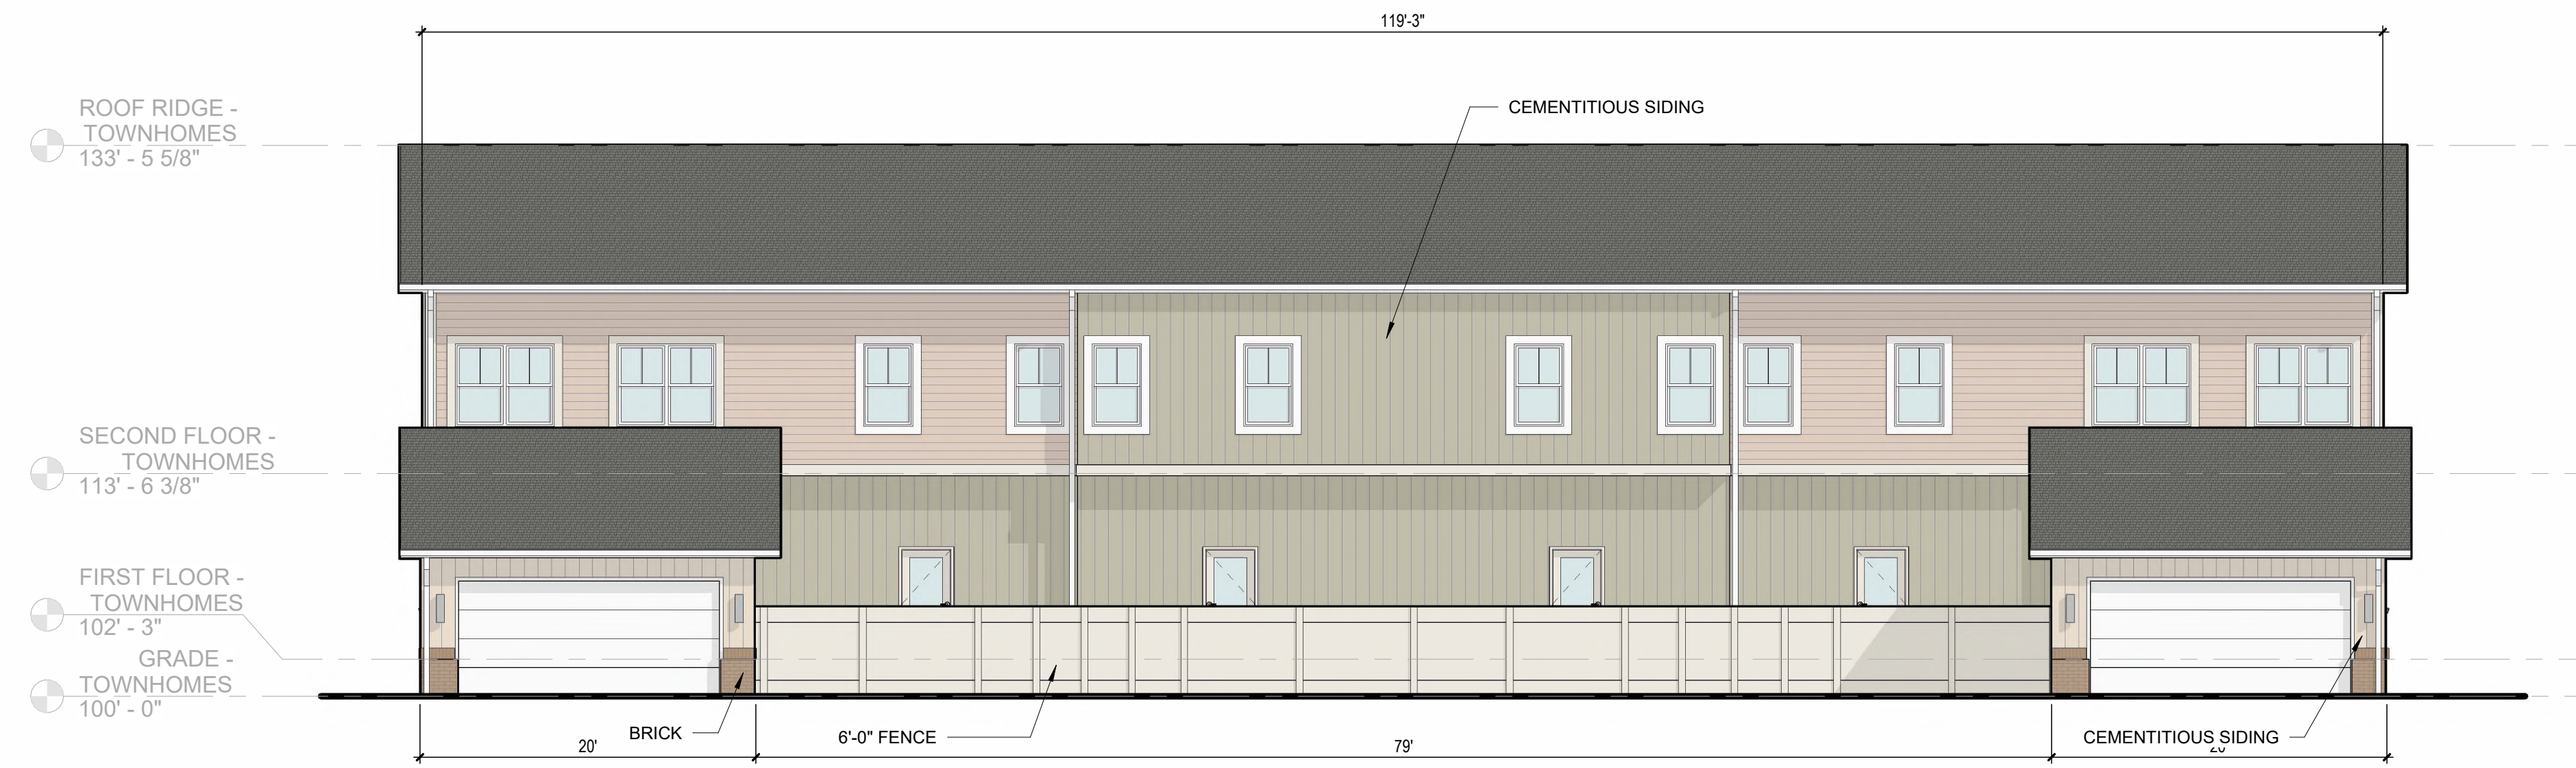 119'-3"
CEMENTITIOUS SIDING
ROOF RIDGE -
TOWNHOMES
133' - 5 5/8"
SECOND FLOOR -
TOWNHOMES
113' - 6 3/8"
FIRST FLOOR -
TOWNHOMES
102' - 3"
GRADE -
TOWNHOMES
100' - 0"
BRICK
6'-0" FENCE
CEMENTITIOUS SIDING
20'
79'